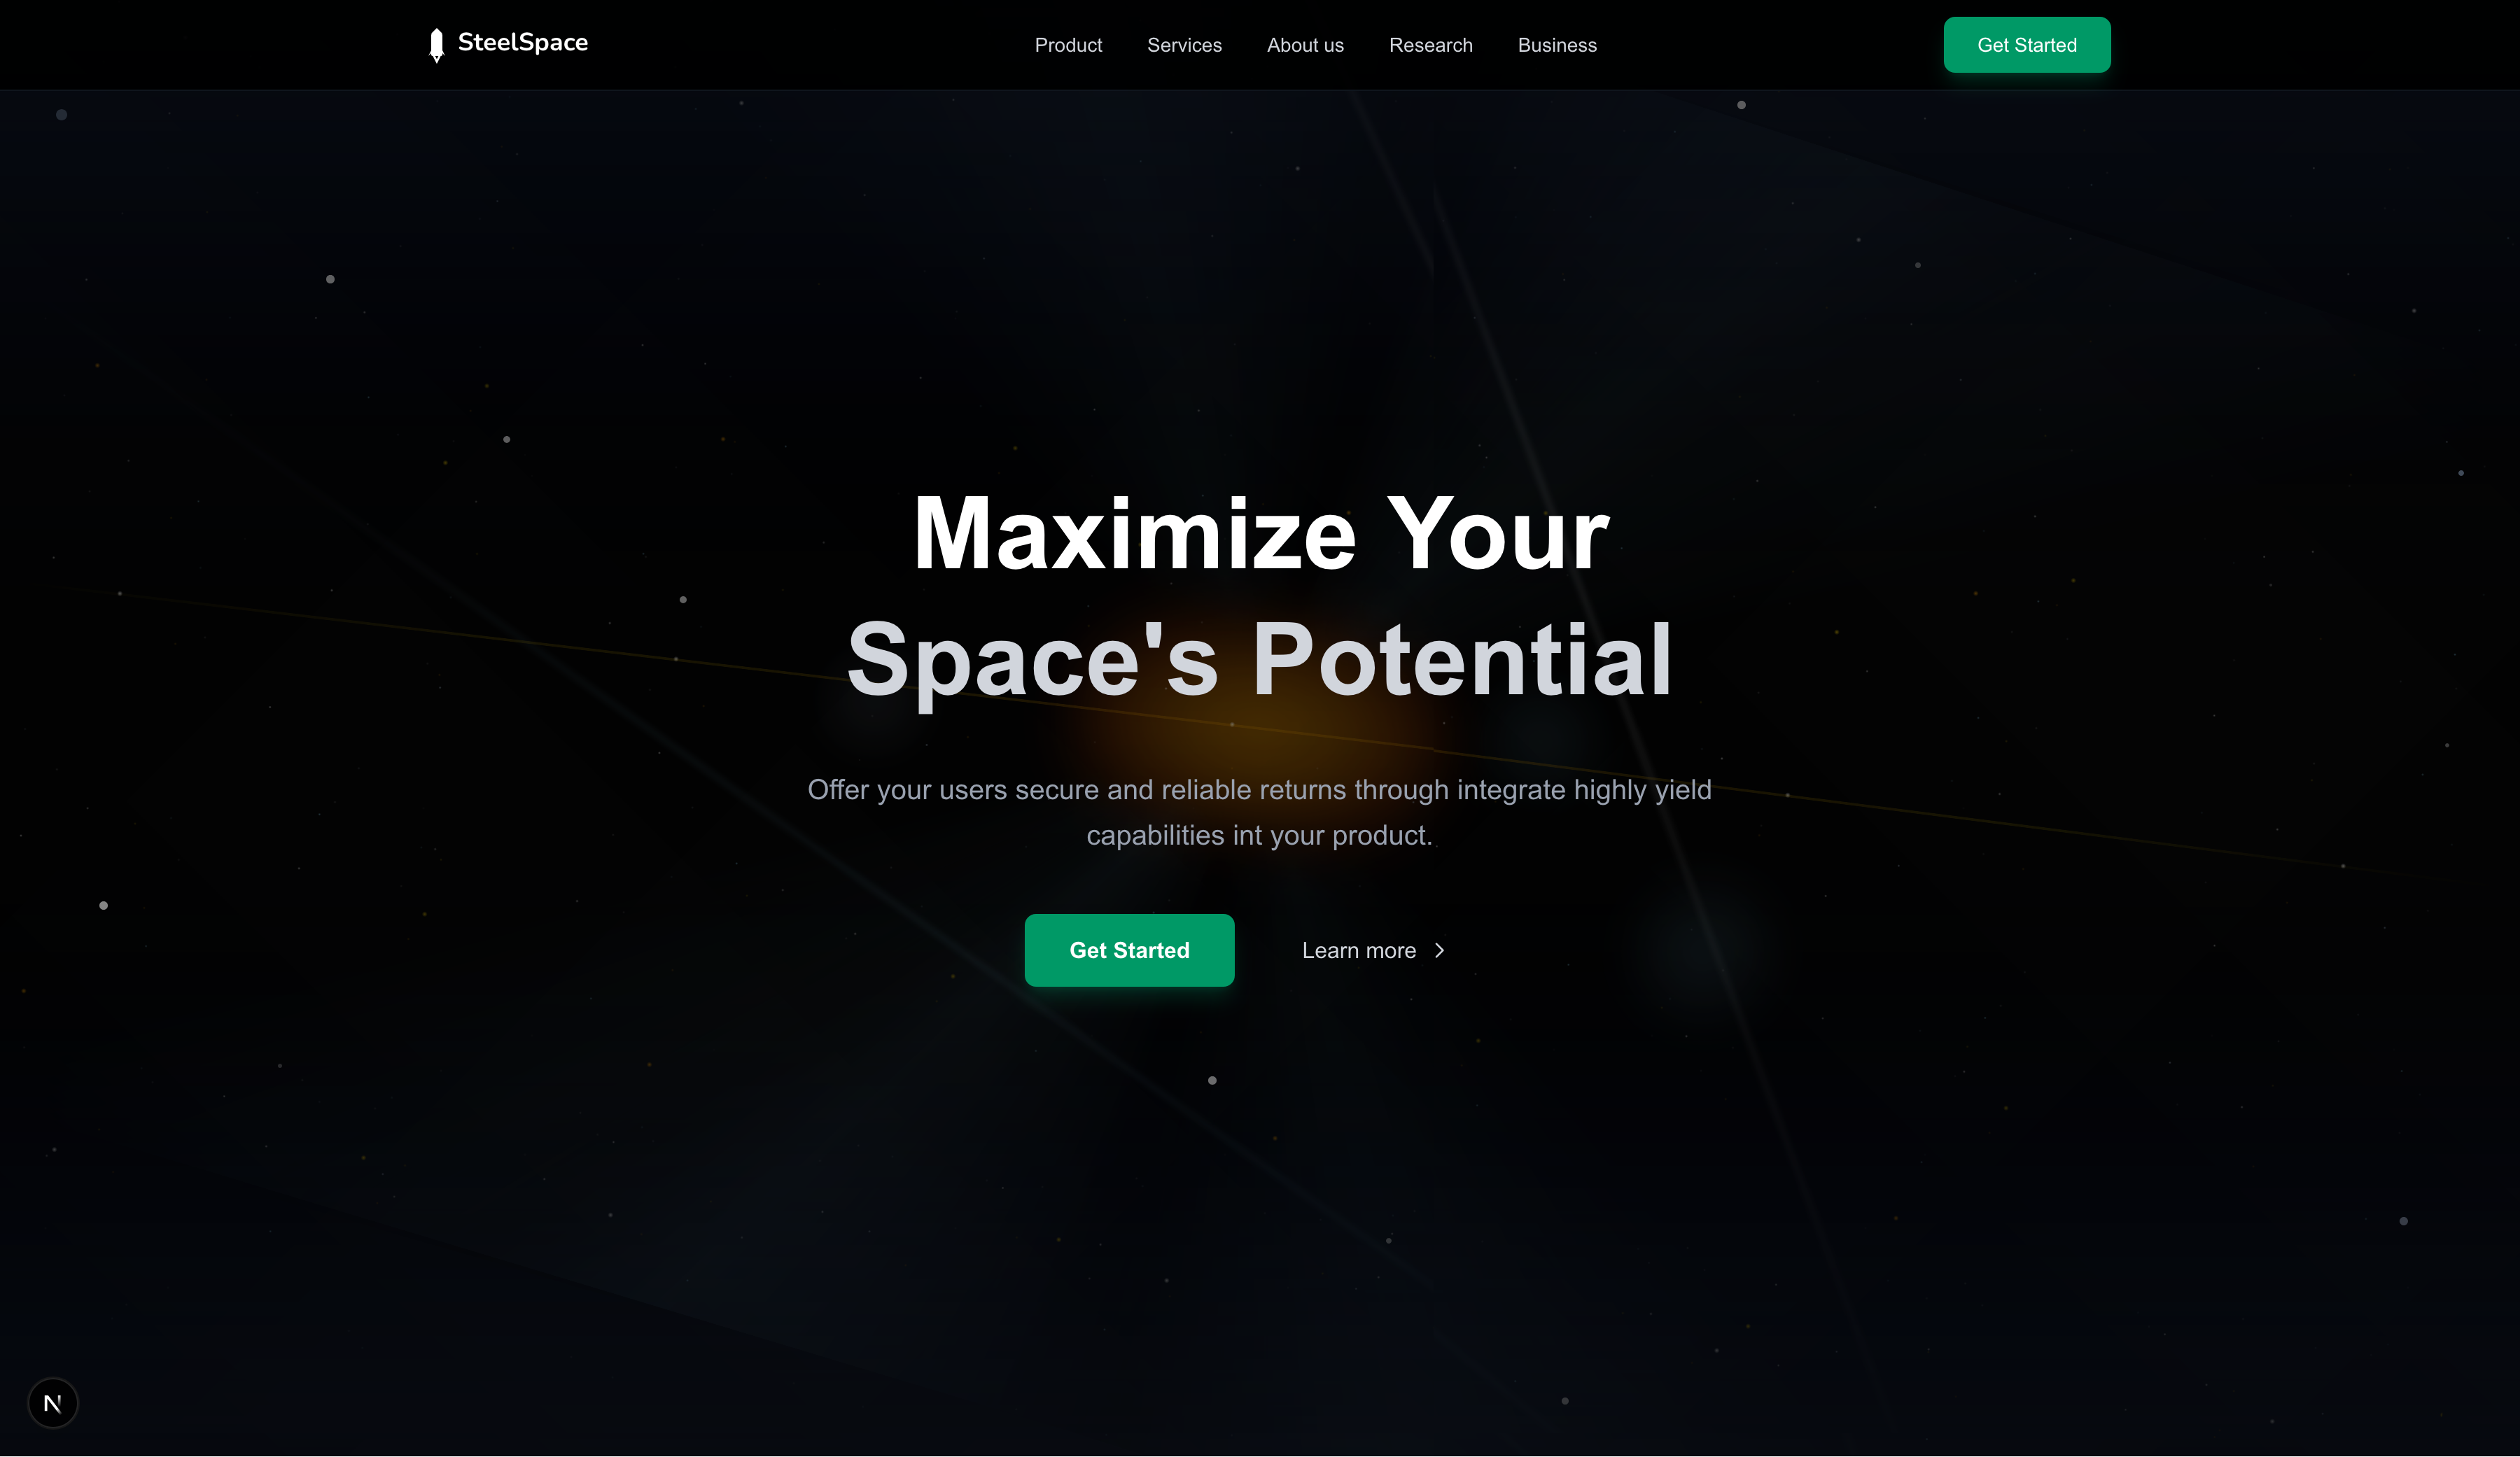 SteelSpace
Product
Services
About us
Research
Business
Get Started
Maximize Your
Space's Potential
Offer your users secure and reliable returns through integrate highly yield
capabilities int your product.
Get Started
Learn more
N